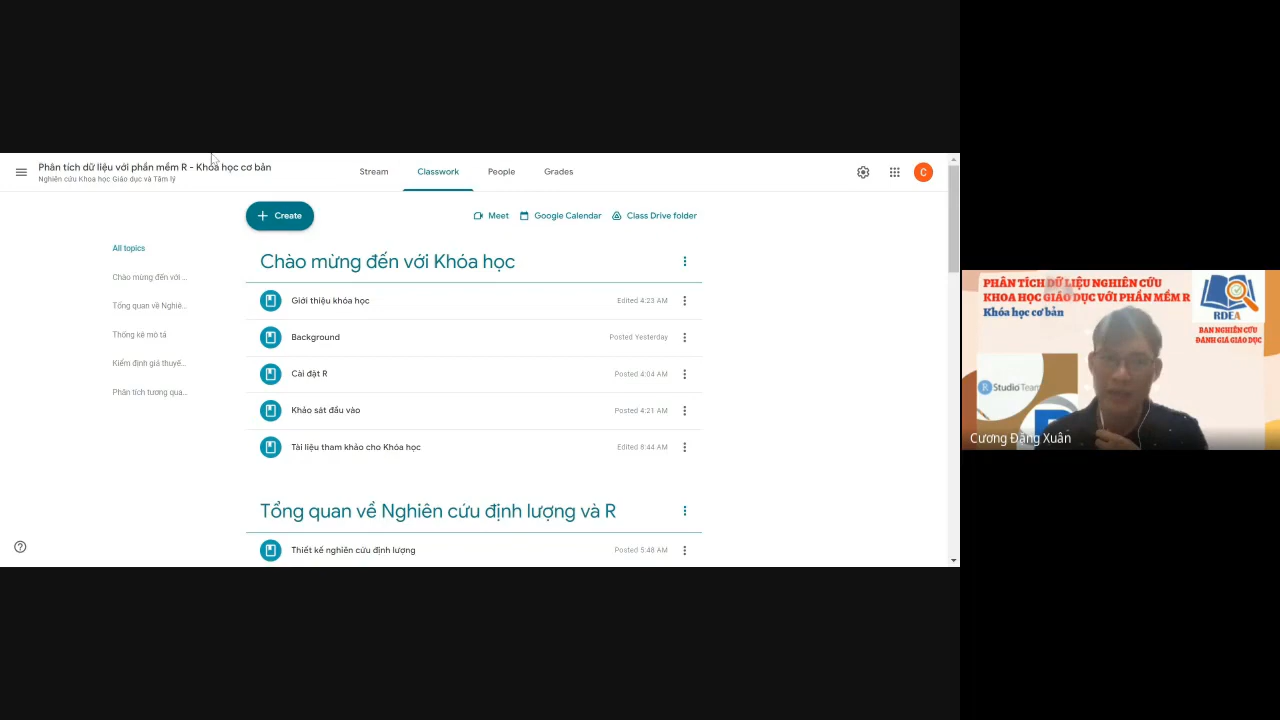 Phân tích dữ liệu với phần mềm R - Khóa học cơ bản
Nghiên cứu Khoa học Giáo dục và Tâm lý
Stream
Classwork
People
Grades
C
Create
Meet
Google Calendar
Class Drive folder
All topics
Chào mừng đến với ...
Tổng quan về Nghiê...
Thống kê mô tả
Kiểm định giả thuyế...
Phân tích tương qua...
Chào mừng đến với Khóa học
Giới thiệu khóa học
Edited 4:23 AM
Background
Posted Yesterday
Cài đặt R
Posted 4:04 AM
Khảo sát đầu vào
Posted 4:21 AM
Tài liệu tham khảo cho Khóa học
Edited 8:44 AM
Tổng quan về Nghiên cứu định lượng và R
Thiết kế nghiên cứu định lượng
Posted 5:48 AM
PHÂN TÍCH DỮ LIỆU NGHIÊN CỨU
KHOA HỌC GIÁO DỤC VỚI PHẦN MỀM R
Khóa học cơ bản
RDEA
BAN NGHIÊN CỨU
ĐÁNH GIÁ GIÁO DỤC
R Studio Team
Cương Đặng Xuân